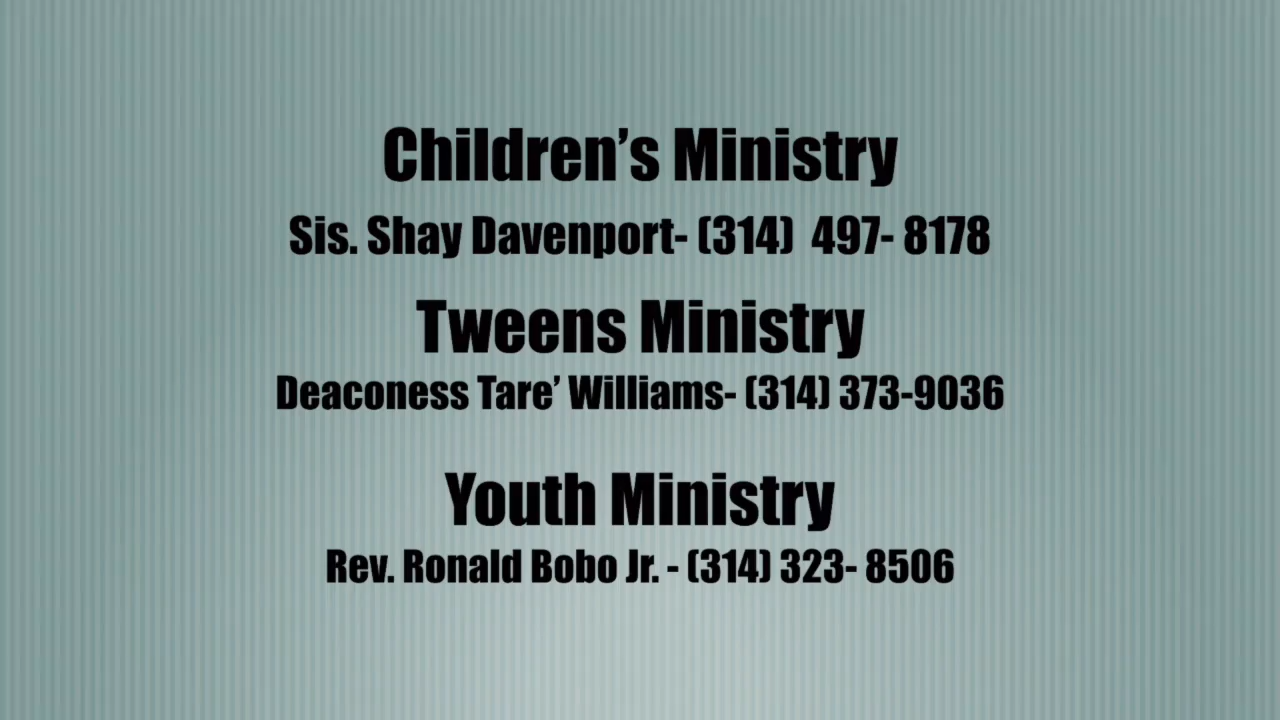 Children’s Ministry
Sis. Shay Davenport- (314)  497- 8178
Tweens Ministry
Deaconess Tare’ Williams- (314) 373-9036
Youth Ministry
Rev. Ronald Bobo Jr. - (314) 323- 8506